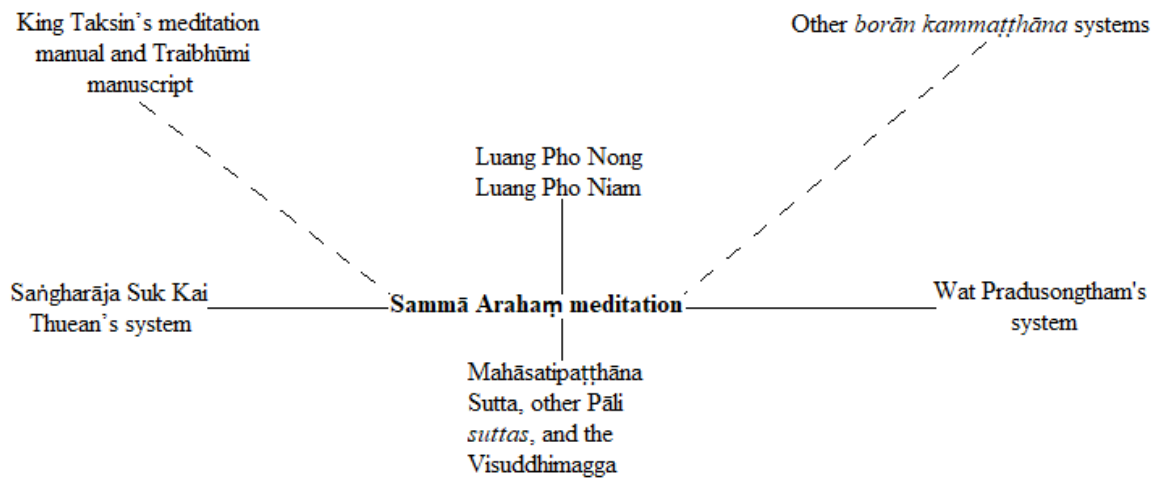 King Taksin’s meditation
manual and Traibhūmi
manuscript
Other borān kammaṭṭhāna systems
Luang Pho Nong
Luang Pho Niam
Saṅgharāja Suk Kai
Thuean’s system
Sammā Arahaṃ meditation
Wat Pradusongtham's
system
Mahāsatipaṭṭhāna
Sutta, other Pāli
suttas, and the
Visuddhimagga